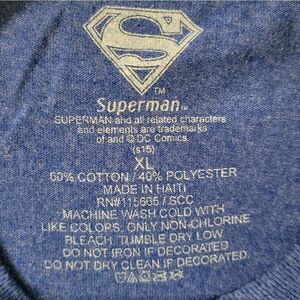 S
TM
Superman TM
SUPERMAN and all related characters
and elements are trademarks
of and © DC Comics.
(s15)
XL
60% COTTON / 40% POLYESTER
MADE IN HAITI
RN#115665 / SCC
MACHINE WASH COLD WITH
LIKE COLORS. ONLY NON-CHLORINE
BLEACH. TUMBLE DRY LOW.
DO NOT IRON IF DECORATED
DO NOT DRY CLEAN IF DECORATED.